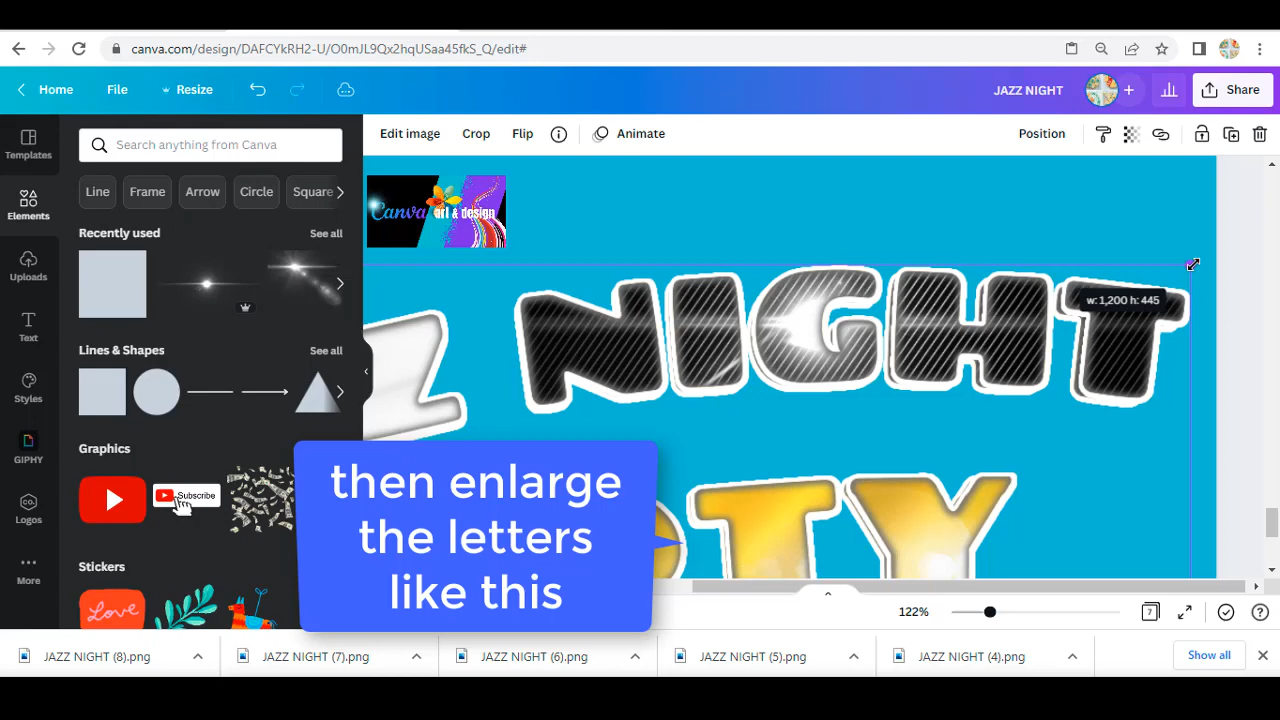 canva.com/design/DAFCYkRH2-U/O0mJL9Qx2hqUSaa45fkS_Q/edit#
Home
File
Resize
JAZZ NIGHT
Share
Templates
Elements
Uploads
Text
Styles
GIPHY
Logos
More
Search anything from Canva
Line
Frame
Arrow
Circle
Square
Recently used
See all
Lines & Shapes
See all
Graphics
Subscribe
Stickers
Love
Edit image
Crop
Flip
Animate
Position
Canva art & design
Z NIGHT
w: 1,200 h: 445
TY
then enlarge
the letters
like this
122%
7
JAZZ NIGHT (8).png
JAZZ NIGHT (7).png
JAZZ NIGHT (6).png
JAZZ NIGHT (5).png
JAZZ NIGHT (4).png
Show all